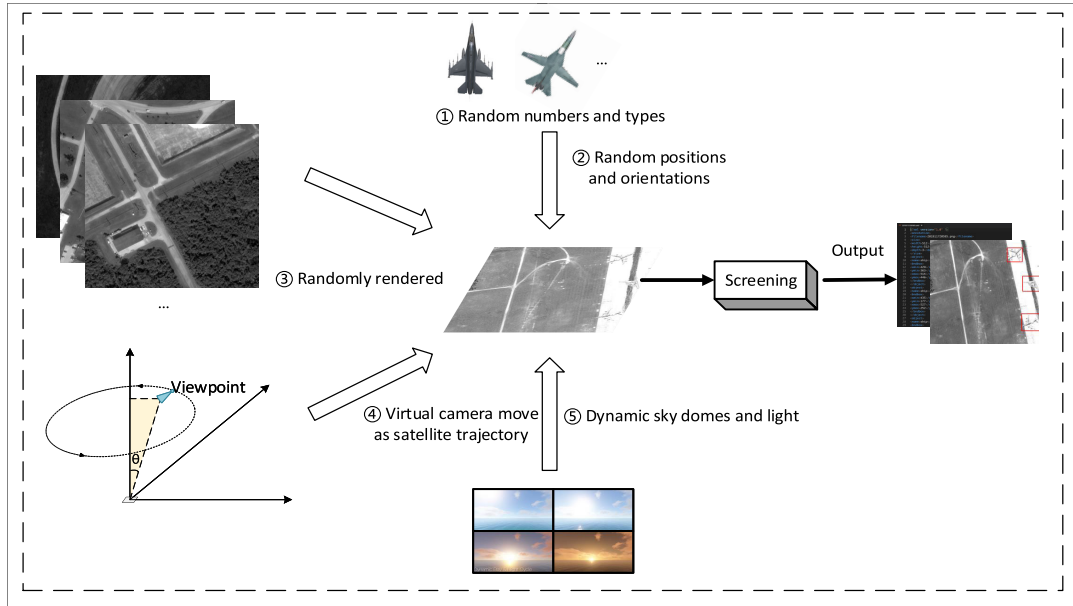 ...
① Random numbers and types
② Random positions
and orientations
③ Randomly rendered
...
Screening
Output
Viewpoint
θ
④ Virtual camera move
as satellite trajectory
⑤ Dynamic sky domes and light